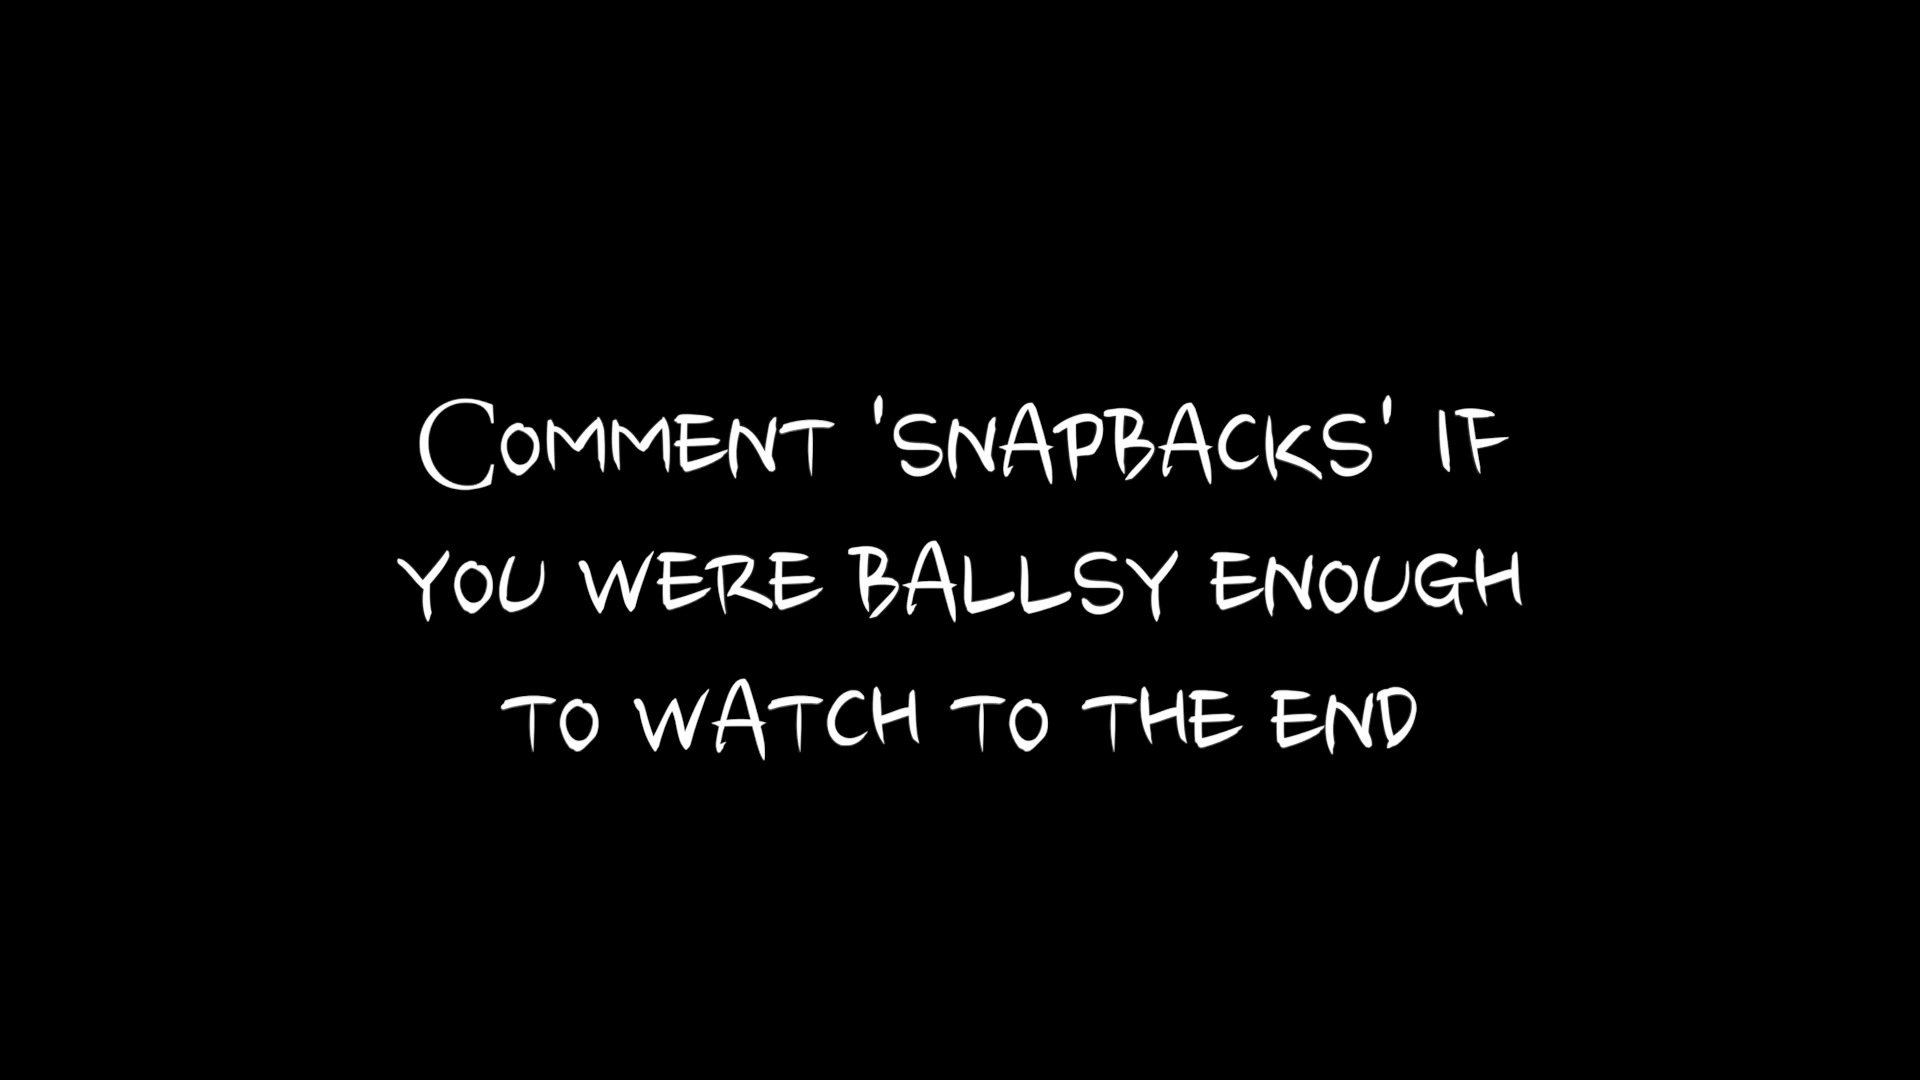 Comment 'snapbacks' if
you were ballsy enough
to watch to the end